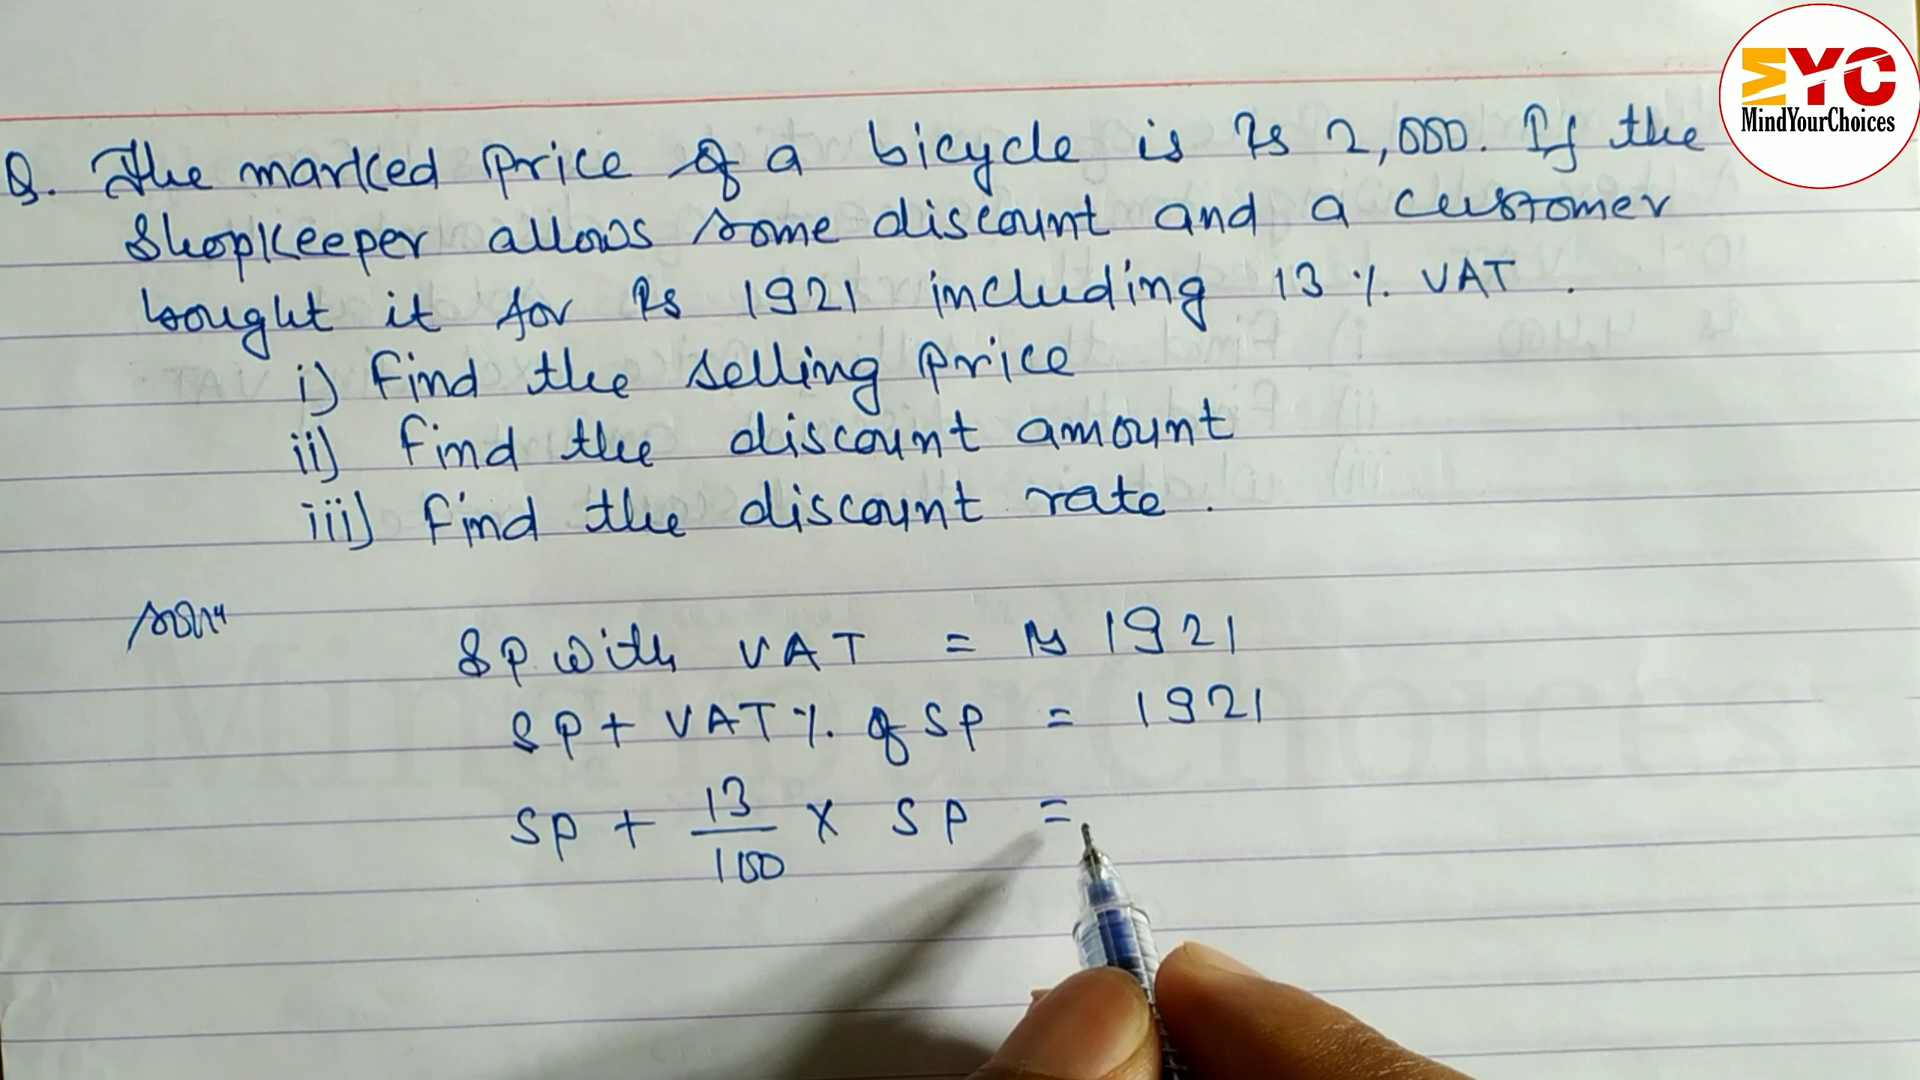 MYC
MindYourChoices
Q. The marked price of a bicycle is Rs 2,000. If the
shopkeeper allows some discount and a customer
bought it for Rs 1921 including 13 % VAT.
i) find the selling price
ii) find the discount amount
iii) find the discount rate.
soln
SP with VAT = Rs 1921
SP + VAT % of SP = 1921
SP + 13/100 × SP =
MindYourChoices